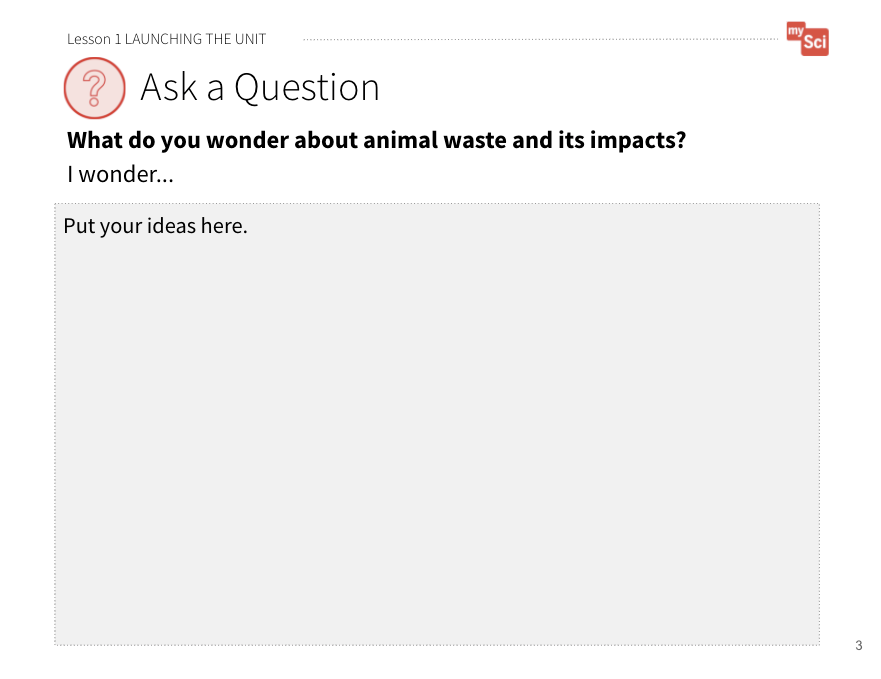 Lesson 1 LAUNCHING THE UNIT
my
Sci
?
Ask a Question
What do you wonder about animal waste and its impacts?
I wonder...
Put your ideas here.
3